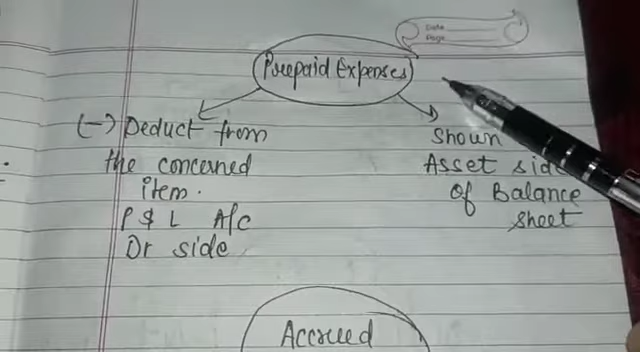 Date
Page
Prepaid Expenses
(-) Deduct from
the concerned
item.
P & L A/c
Dr side
Shown
Asset side
of Balance
sheet
Accrued